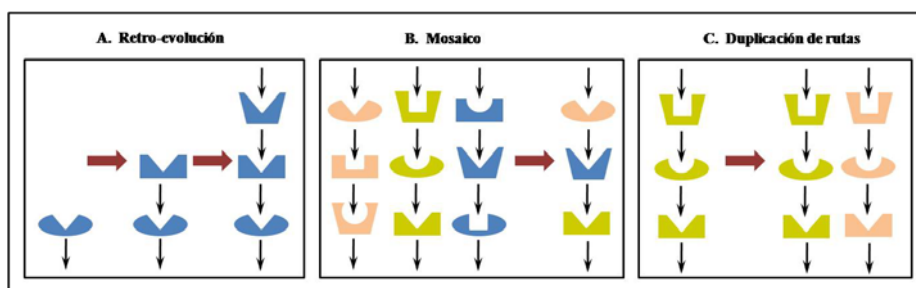 A. Retro-evolución
B. Mosaico
C. Duplicación de rutas